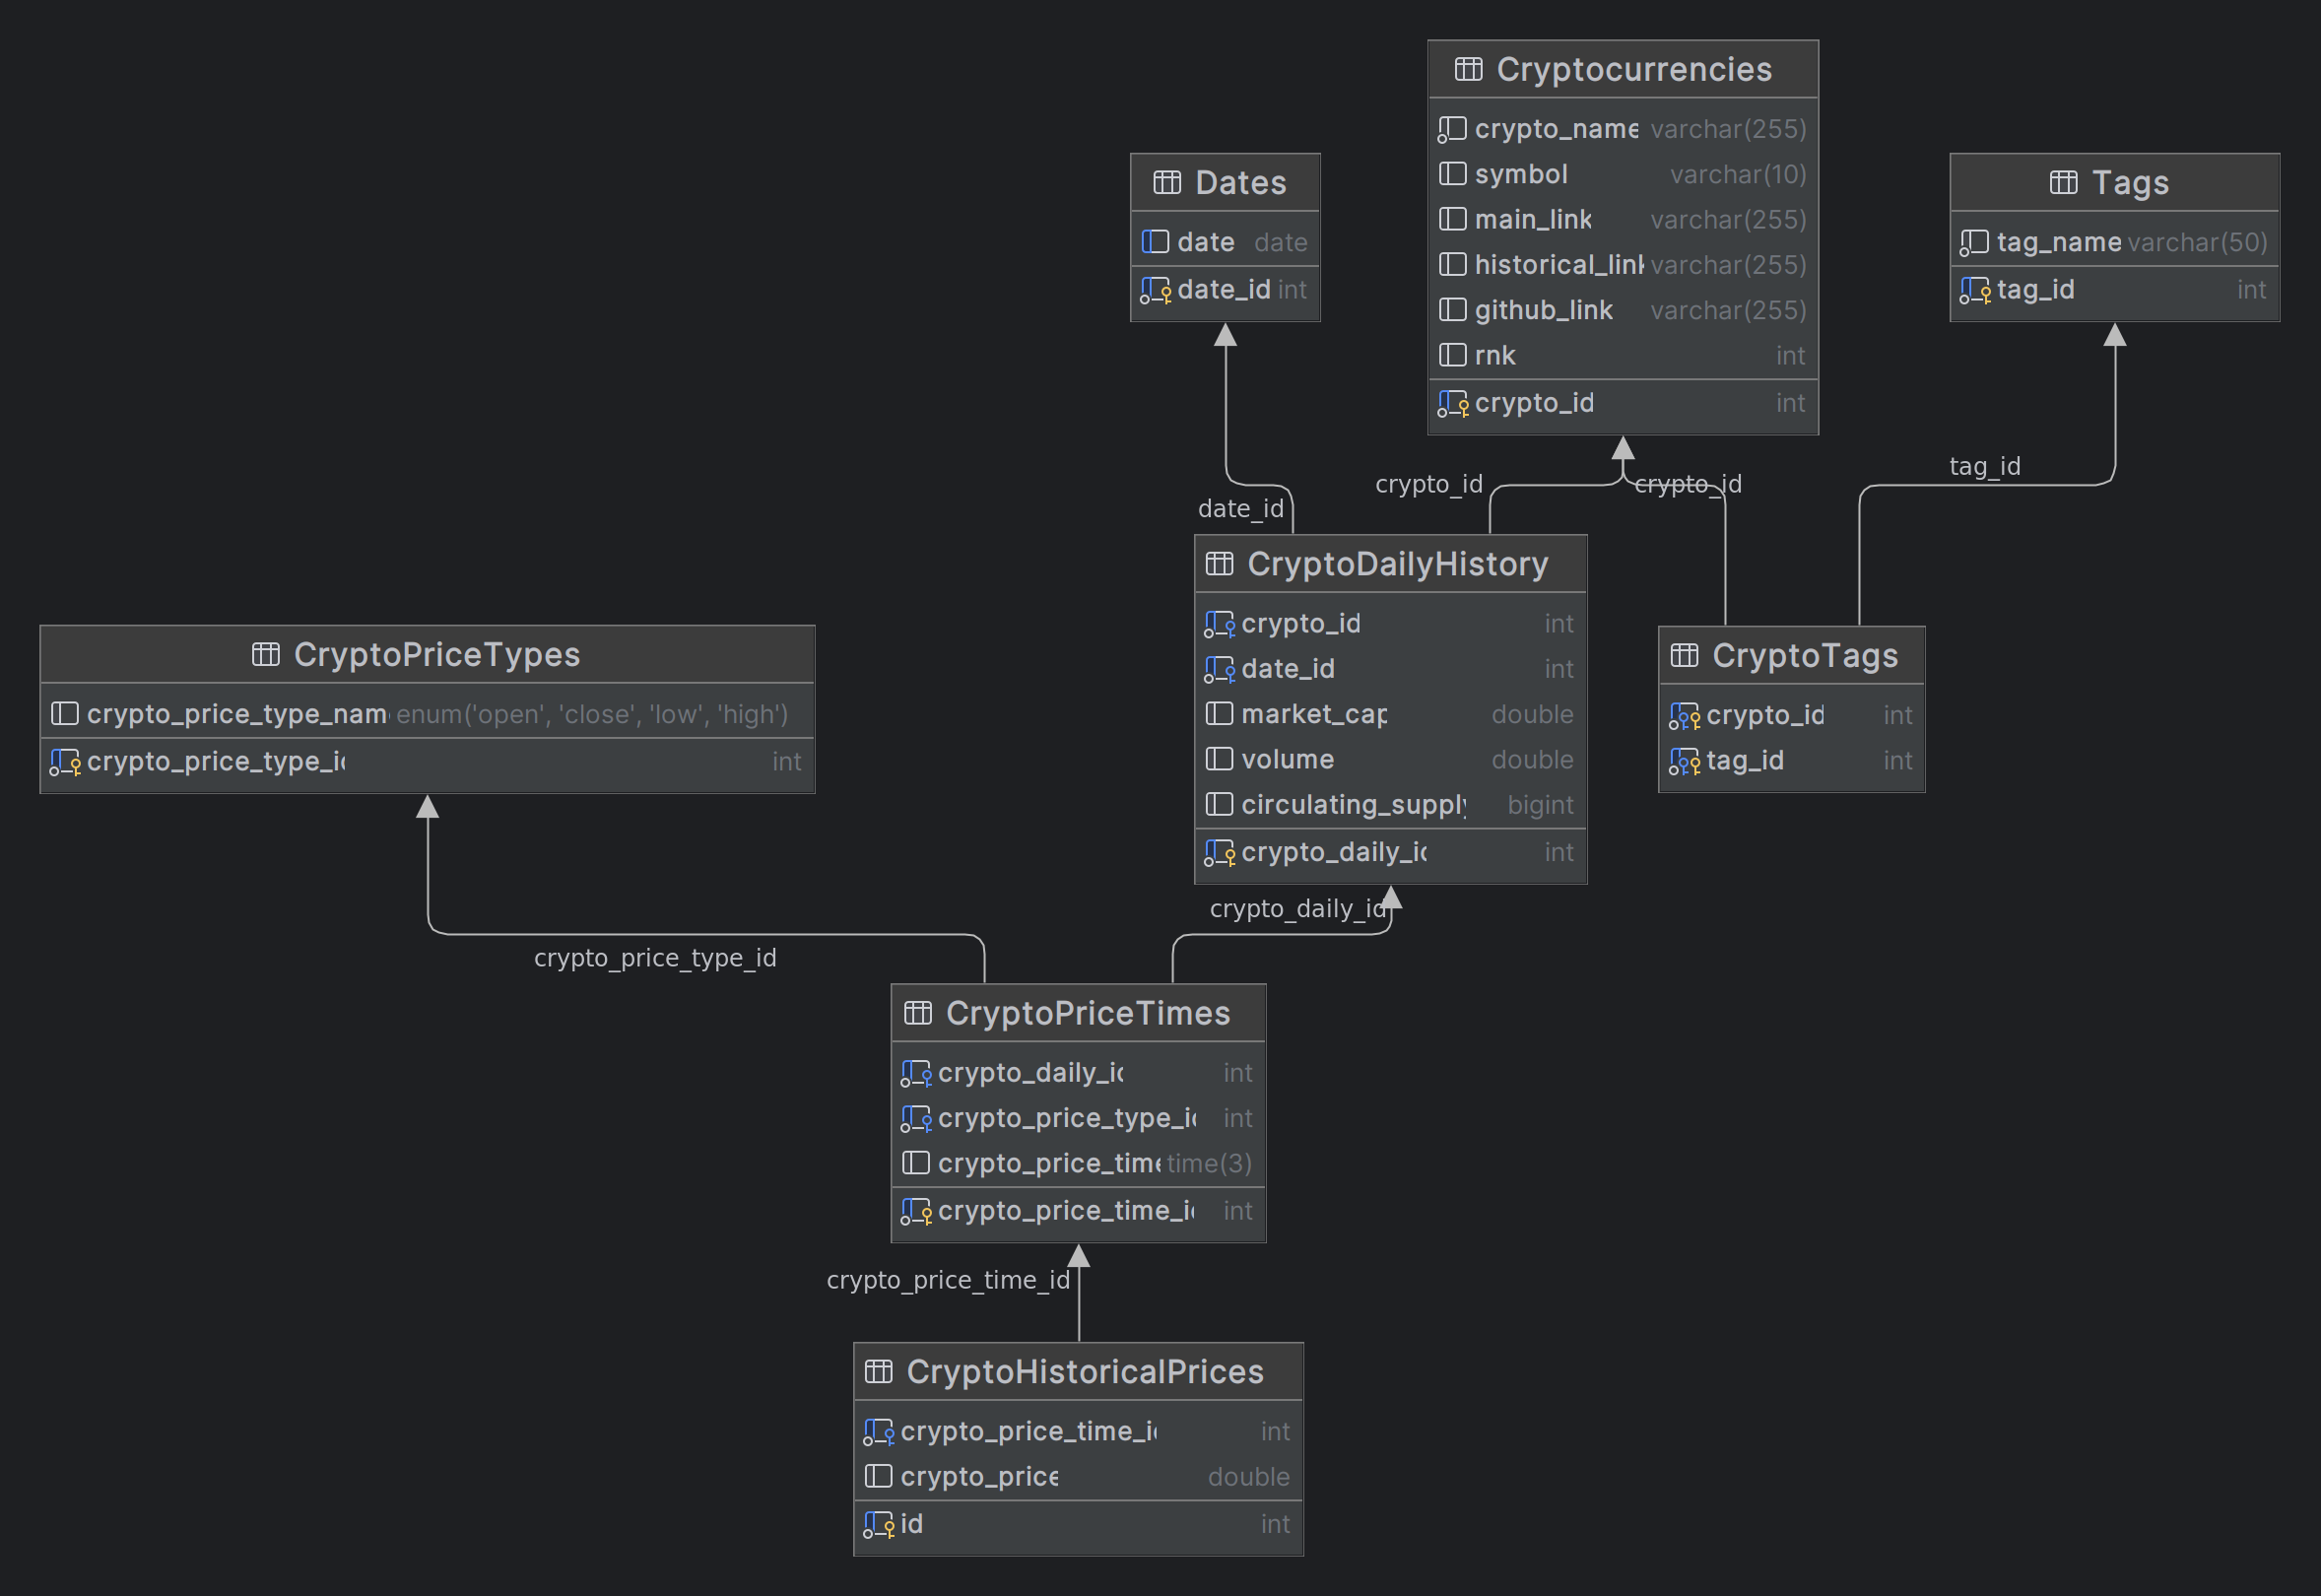 Cryptocurrencies
crypto_name varchar(255)
symbol varchar(10)
main_link varchar(255)
historical_link varchar(255)
github_link varchar(255)
rnk int
crypto_id int
Dates
date date
date_id int
Tags
tag_name varchar(50)
tag_id int
date_id
crypto_id
crypto_id
tag_id
CryptoDailyHistory
crypto_id int
date_id int
market_cap double
volume double
circulating_supply bigint
crypto_daily_id int
CryptoTags
crypto_id int
tag_id int
CryptoPriceTypes
crypto_price_type_nam enum('open', 'close', 'low', 'high')
crypto_price_type_id int
crypto_price_type_id
crypto_daily_id
CryptoPriceTimes
crypto_daily_id int
crypto_price_type_id int
crypto_price_time time(3)
crypto_price_time_id int
crypto_price_time_id
CryptoHistoricalPrices
crypto_price_time_id int
crypto_price double
id int